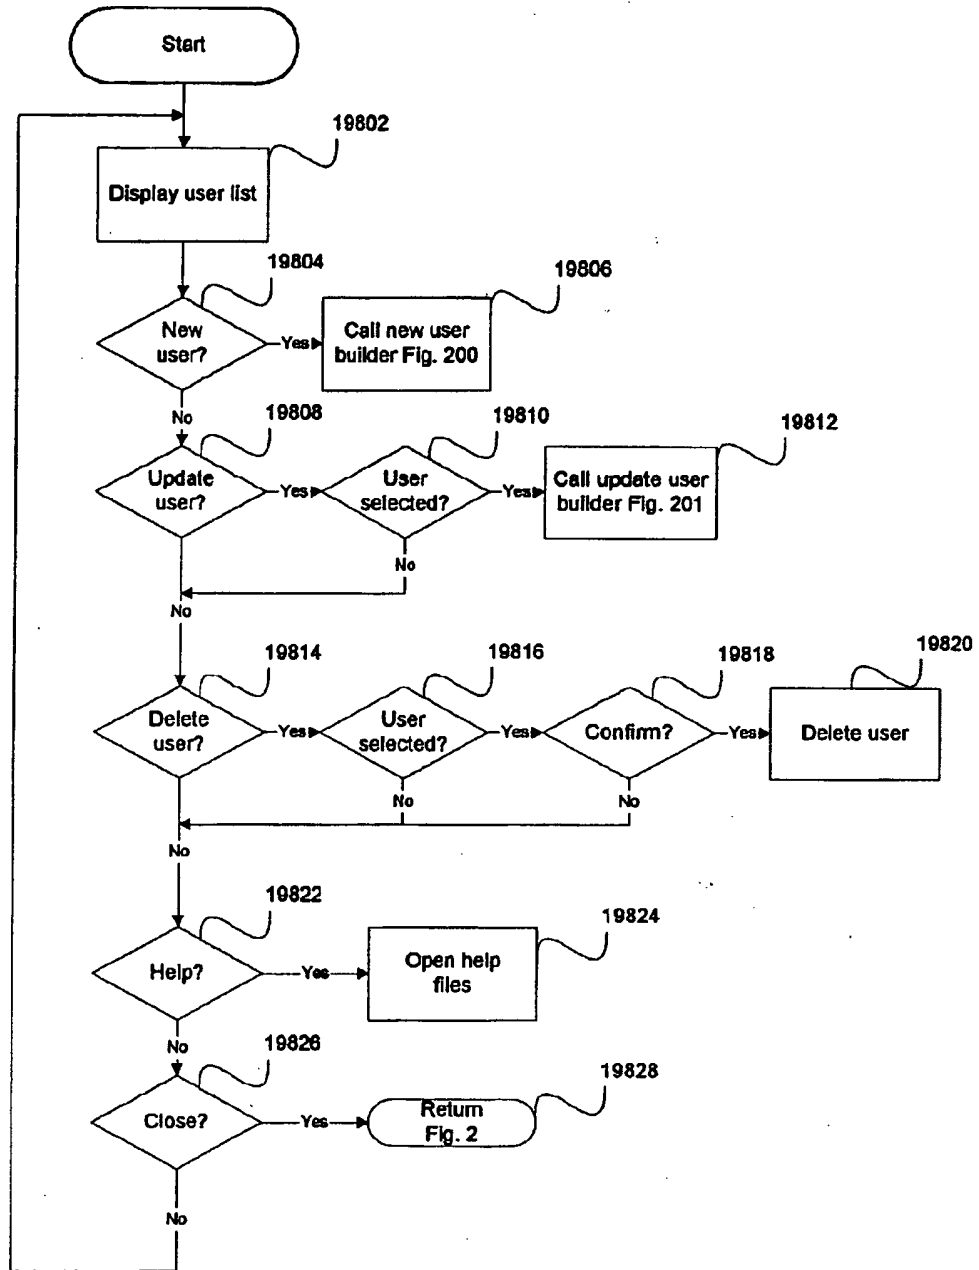 Start
19802
Display user list
19804
New
user?
Yes
19806
Call new user
builder Fig. 200
No
19808
Update
user?
Yes
19810
User
selected?
Yes
19812
Call update user
builder Fig. 201
No
No
19814
Delete
user?
Yes
19816
User
selected?
Yes
19818
Confirm?
Yes
19820
Delete user
No
No
No
19822
Help?
Yes
19824
Open help
files
No
19826
Close?
Yes
19828
Return
Fig. 2
No